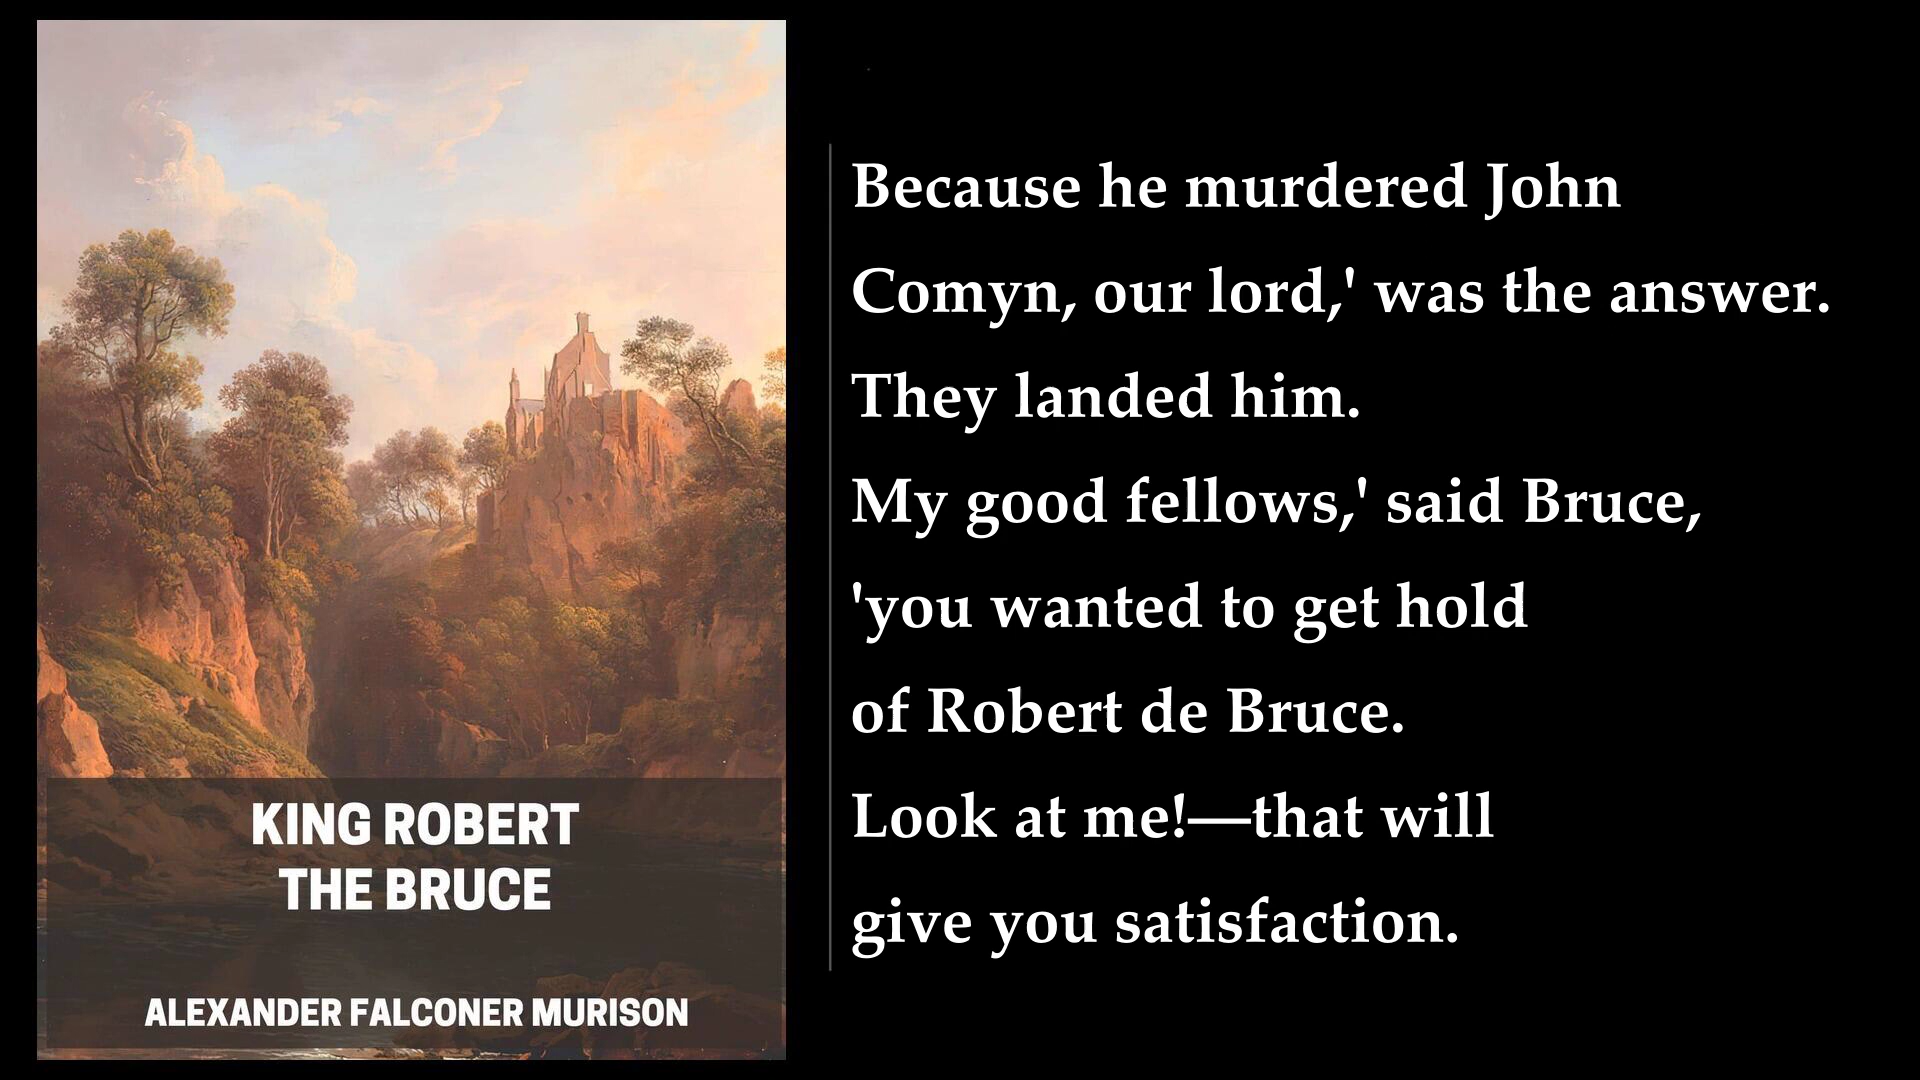 KING ROBERT
THE BRUCE
ALEXANDER FALCONER MURISON
Because he murdered John
Comyn, our lord,' was the answer.
They landed him.
My good fellows,' said Bruce,
'you wanted to get hold
of Robert de Bruce.
Look at me!—that will
give you satisfaction.